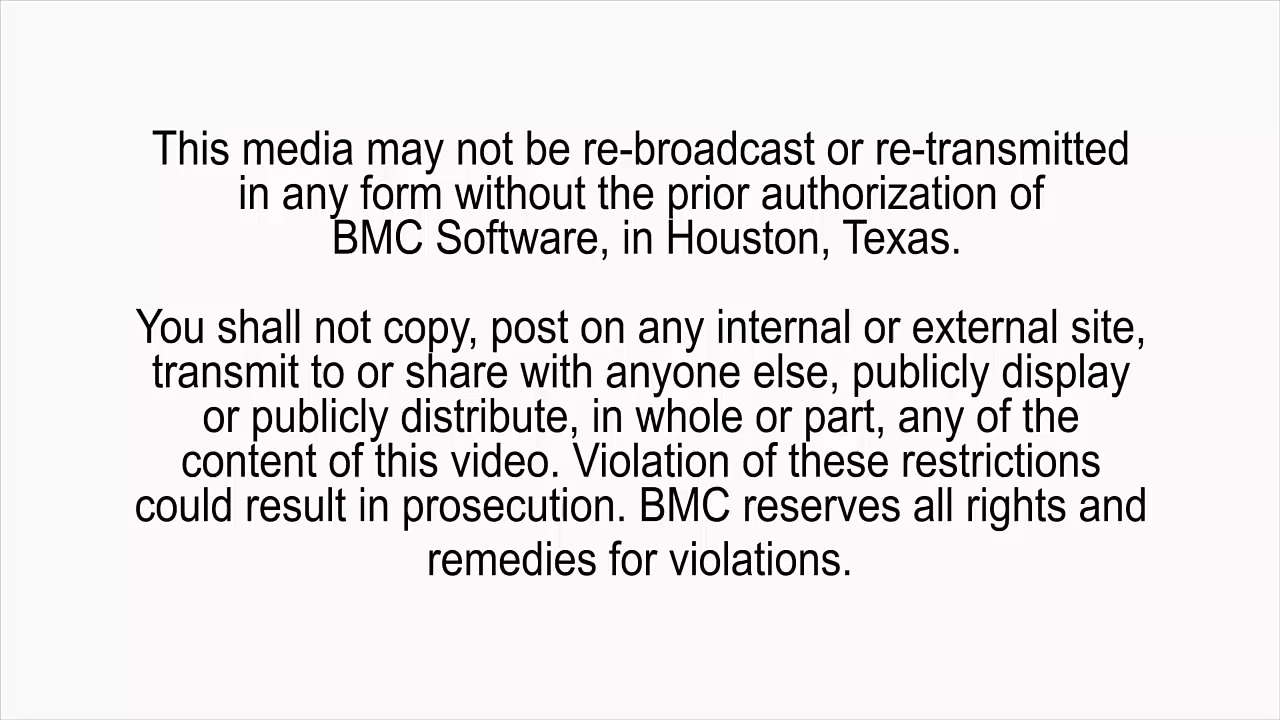 This media may not be re-broadcast or re-transmitted
in any form without the prior authorization of
BMC Software, in Houston, Texas.
You shall not copy, post on any internal or external site,
transmit to or share with anyone else, publicly display
or publicly distribute, in whole or part, any of the
content of this video. Violation of these restrictions
could result in prosecution. BMC reserves all rights and
remedies for violations.